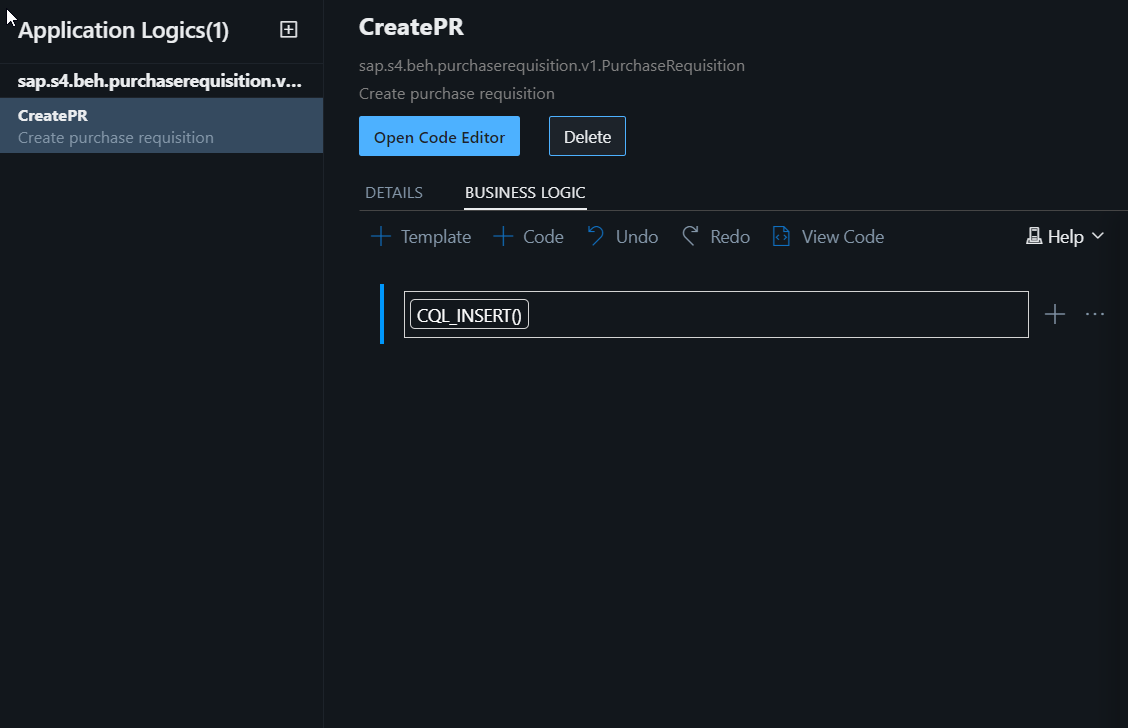 Application Logics(1)
sap.s4.beh.purchaserequisition.v...
CreatePR
Create purchase requisition
CreatePR
sap.s4.beh.purchaserequisition.v1.PurchaseRequisition
Create purchase requisition
Open Code Editor Delete
DETAILS BUSINESS LOGIC
Template Code Undo Redo View Code Help
CQL_INSERT()